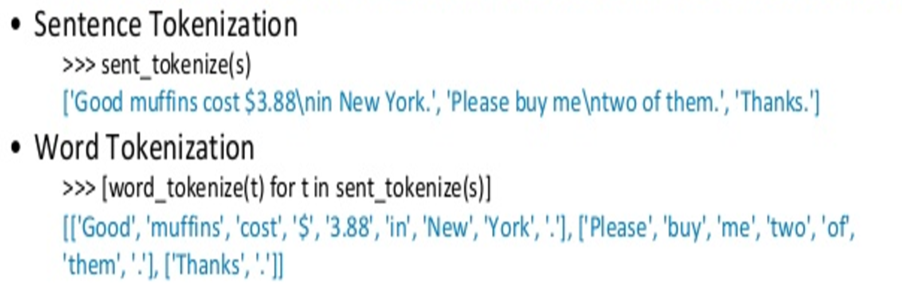 • Sentence Tokenization
>>> sent_tokenize(s)
['Good muffins cost $3.88\nin New York.', 'Please buy me\ntwo of them.', 'Thanks.']
• Word Tokenization
>>> [word_tokenize(t) for t in sent_tokenize(s)]
[['Good', 'muffins', 'cost', '$', '3.88', 'in', 'New', 'York', '.'], ['Please', 'buy', 'me', 'two', 'of',
'them', '.'], ['Thanks', '.']]